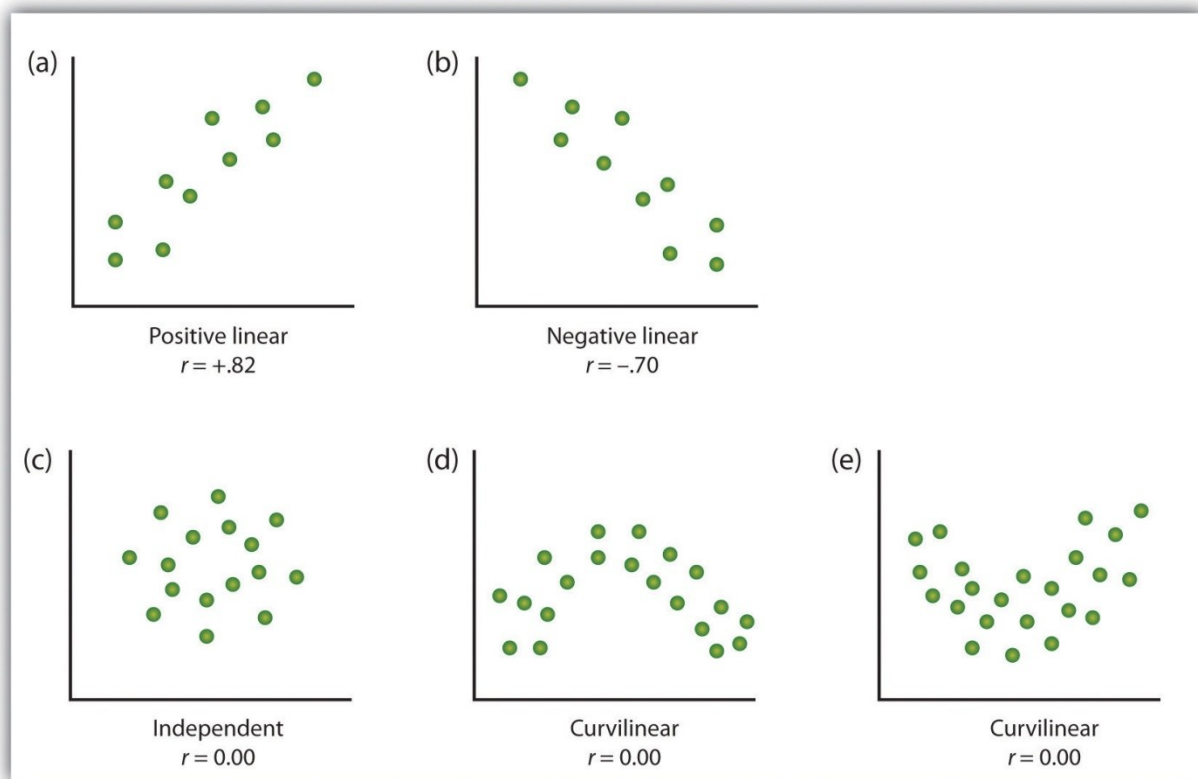 (a)
Positive linear
r = +.82
(b)
Negative linear
r = –.70
(c)
Independent
r = 0.00
(d)
Curvilinear
r = 0.00
(e)
Curvilinear
r = 0.00